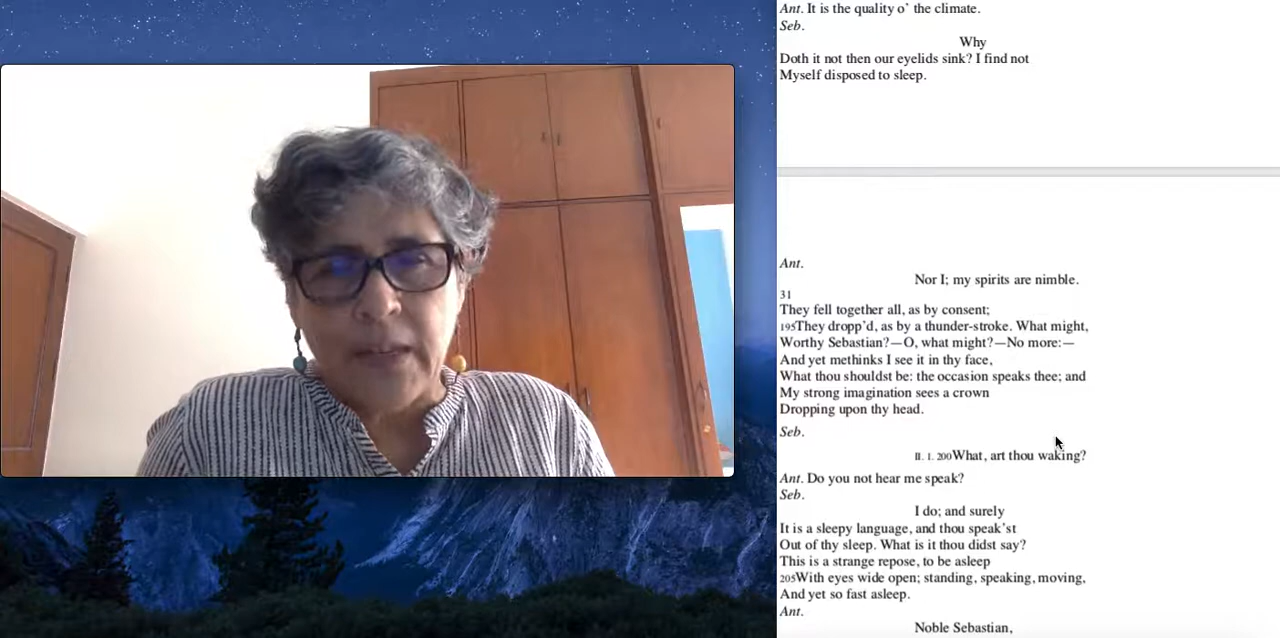 Ant. It is the quality o’ the climate.
Seb.
Why
Doth it not then our eyelids sink? I find not
Myself disposed to sleep.
Ant.
Nor I; my spirits are nimble.
31
They fell together all, as by consent;
195They dropp’d, as by a thunder-stroke. What might,
Worthy Sebastian?—O, what might?—No more:—
And yet methinks I see it in thy face,
What thou shouldst be: the occasion speaks thee; and
My strong imagination sees a crown
Dropping upon thy head.
Seb.
II. 1. 200What, art thou waking?
Ant. Do you not hear me speak?
Seb.
I do; and surely
It is a sleepy language, and thou speak’st
Out of thy sleep. What is it thou didst say?
This is a strange repose, to be asleep
205With eyes wide open; standing, speaking, moving,
And yet so fast asleep.
Ant.
Noble Sebastian,